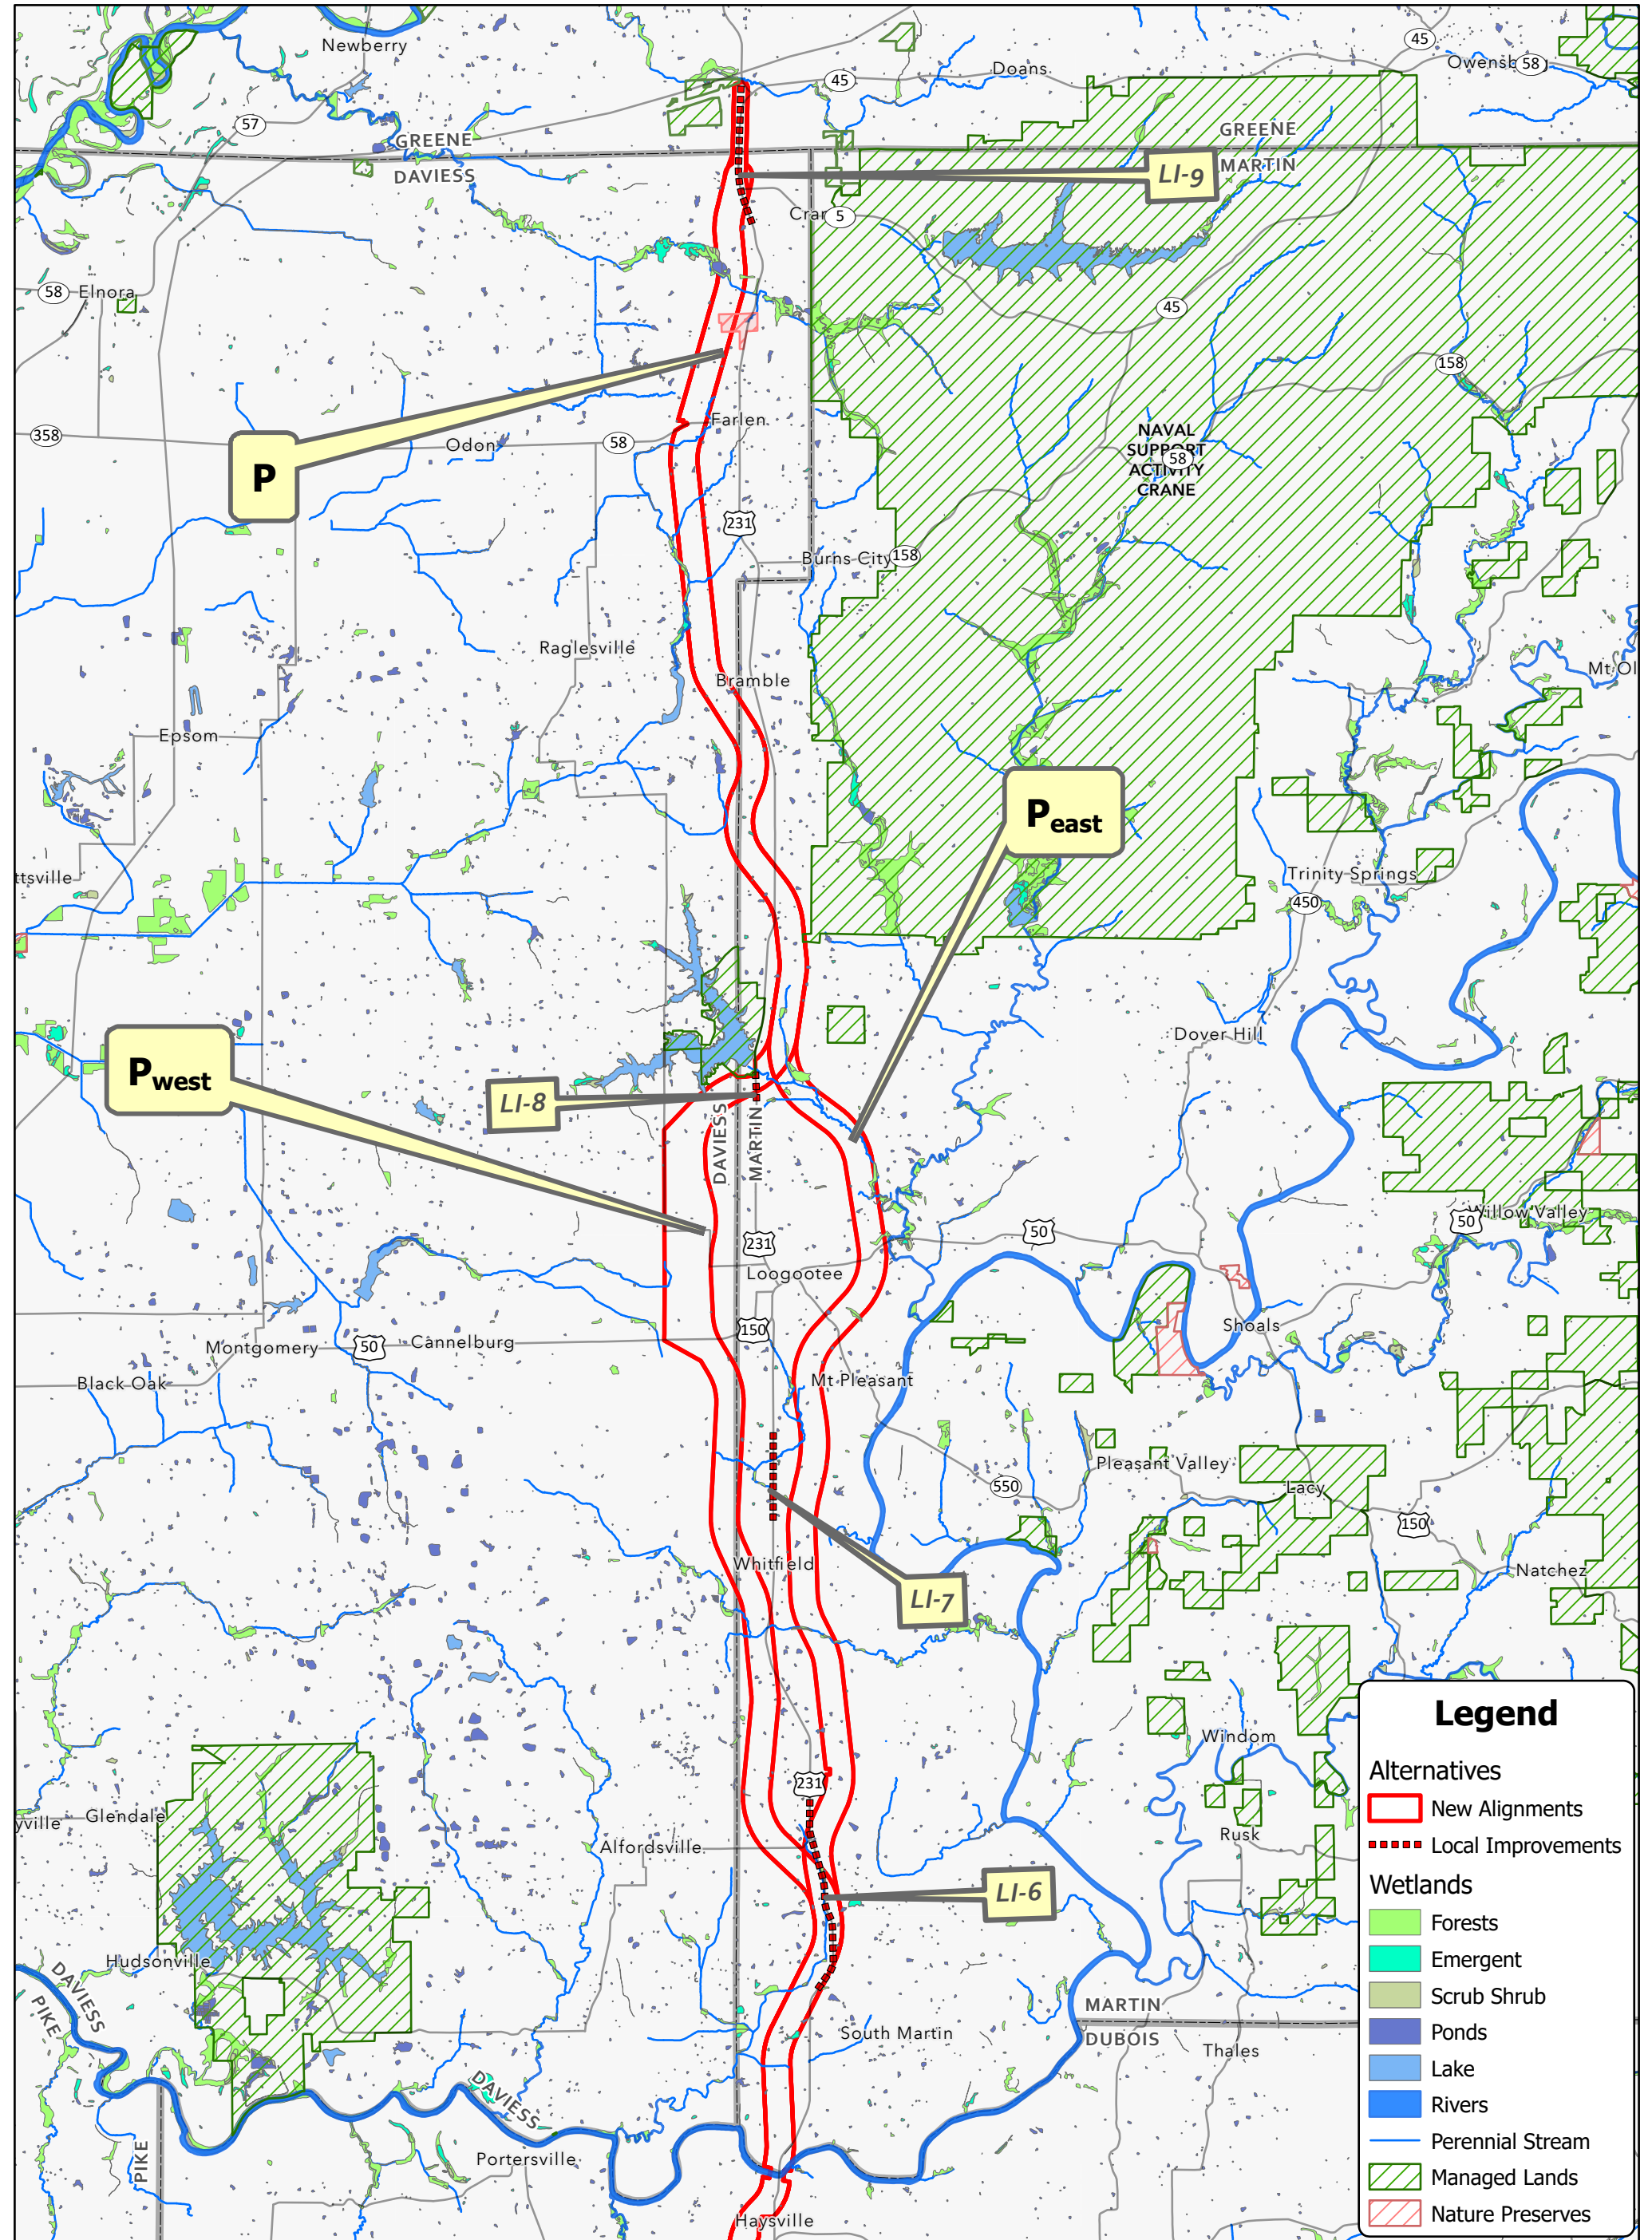 Newberry
45
45
Doans
Owensb
58
57
GREENE
DAVIESS
GREENE
MARTIN
LI-9
Cran
5
58
Elnora
45
158
P
358
Odon
58
Farlen
NAVAL
SUPPORT
ACTIVITY
CRANE
58
231
Burns City
158
Raglesville
Bramble
Mt Ol
Epsom
Peast
ttsville
Trinity Springs
450
Pwest
LI-8
DAVIESS
MARTIN
Dover Hill
231
50
50
Willow Valley
Loogootee
150
Shoals
Montgomery
50
Cannelburg
Black Oak
Mt Pleasant
Pleasant Valley
550
Lacy
150
Whitfield
LI-7
Natchez
Windom
231
yville
Glendale
Alfordsville
Rusk
LI-6
Hudsonville
DAVIESS
PIKE
MARTIN
DUBOIS
South Martin
Thales
DAVIESS
PIKE
Portersville
Haysville
Legend
Alternatives
New Alignments
Local Improvements
Wetlands
Forests
Emergent
Scrub Shrub
Ponds
Lake
Rivers
Perennial Stream
Managed Lands
Nature Preserves